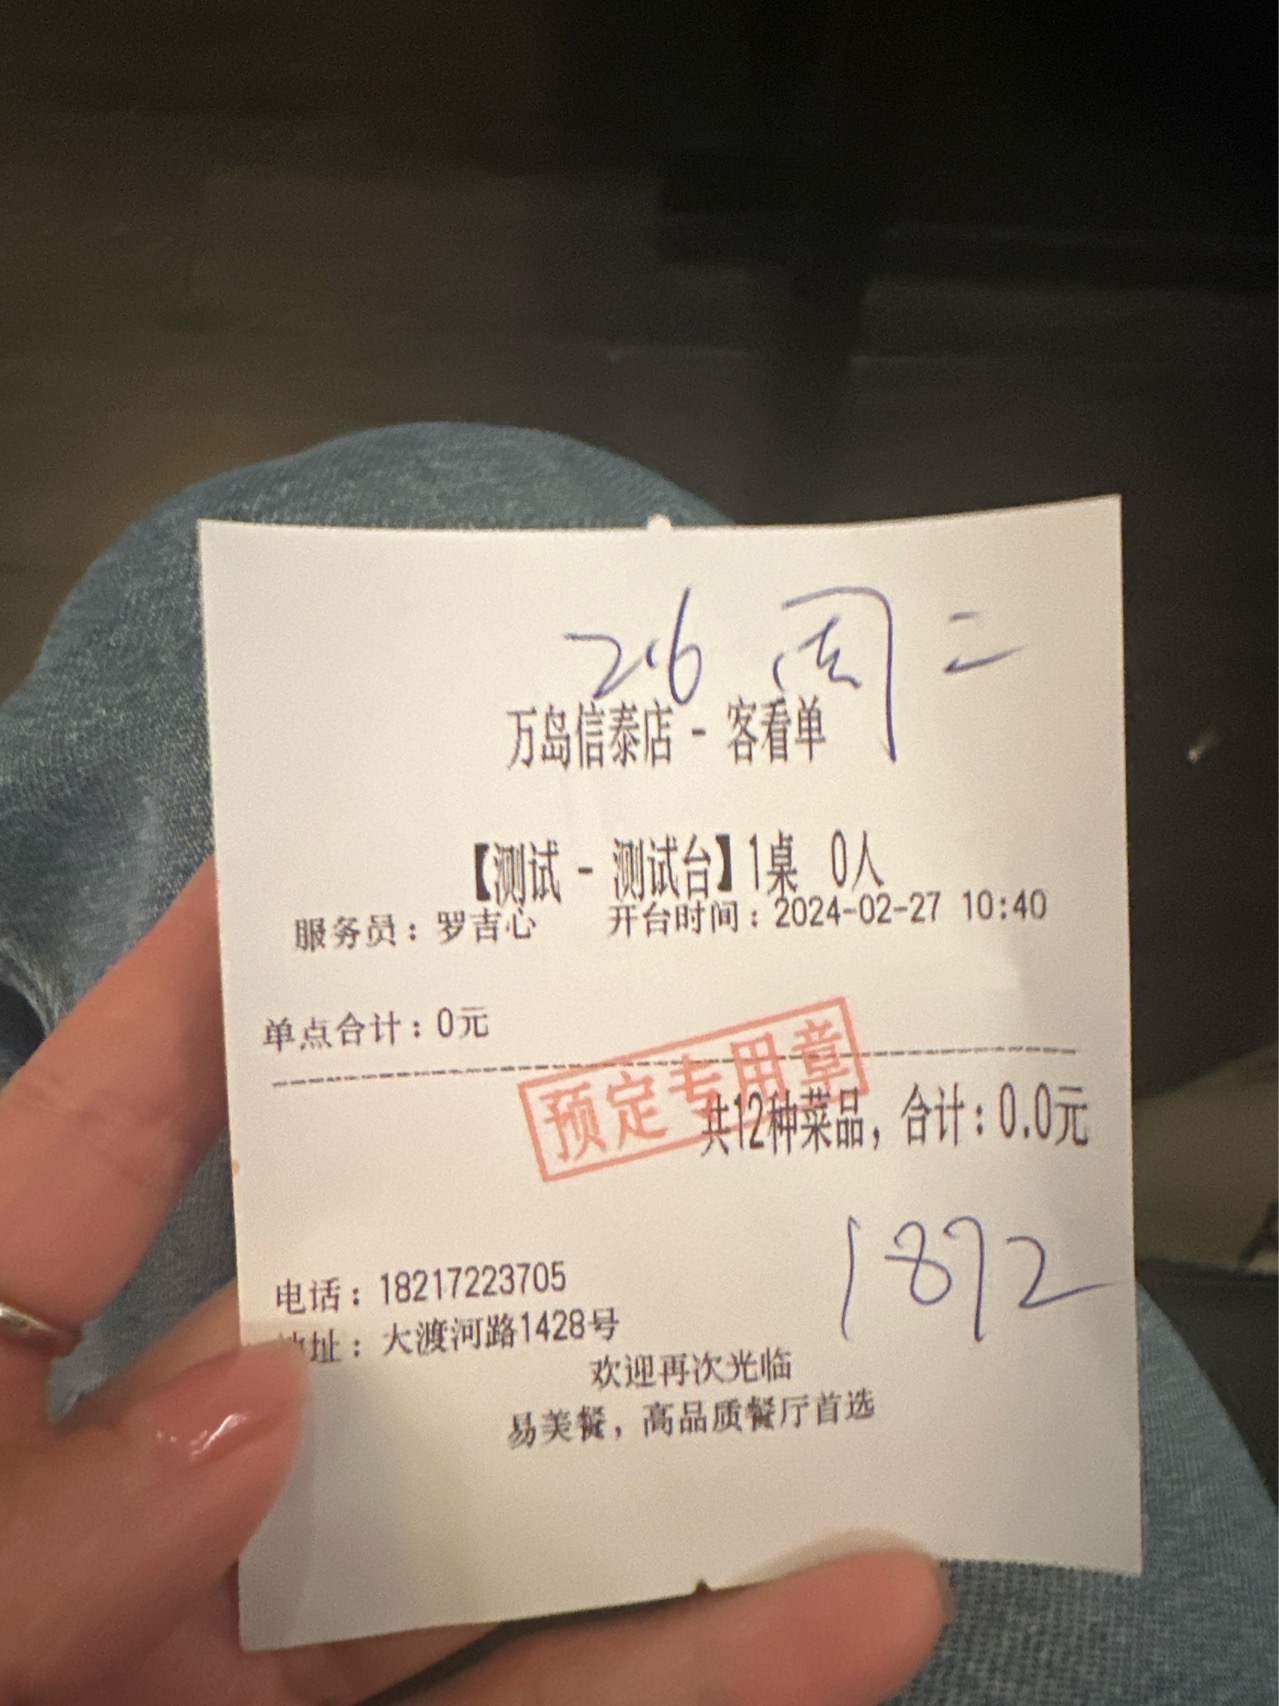 26 周二
万岛信泰店 - 客看单
【测试 - 测试台】1桌 0人
服务员：罗吉心 开台时间：2024-02-27 10:40
单点合计：0元
预定专用章
共12种菜品，合计：0.0元
1872
电话：18217223705
地址：大渡河路1428号
欢迎再次光临
易美餐，高品质餐厅首选